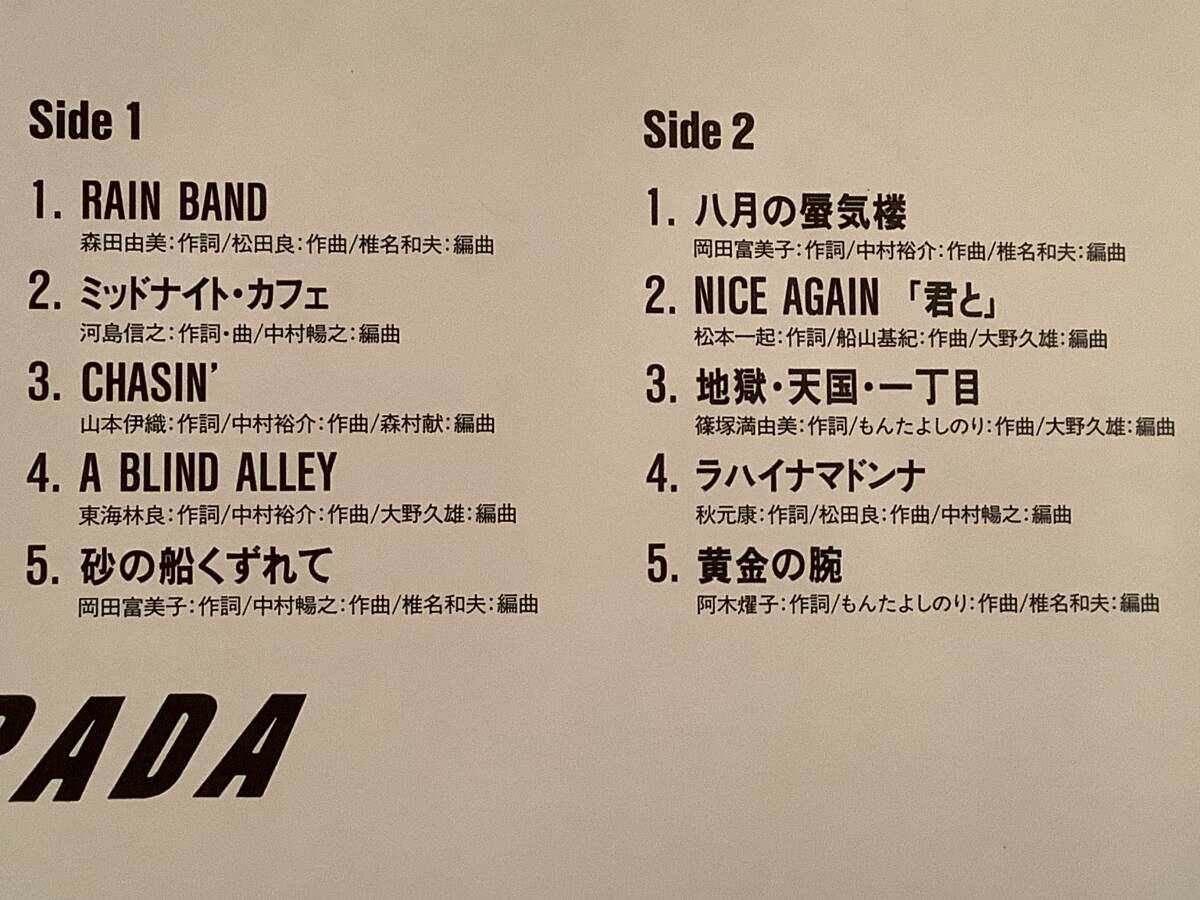 Side 1
1. RAIN BAND
森田由美：作詞/松田良：作曲/椎名和夫：編曲
2. ミッドナイト・カフェ
河島信之：作詞・曲/中村暢之：編曲
3. CHASIN'
山本伊織：作詞/中村裕介：作曲/森村献：編曲
4. A BLIND ALLEY
東海林良：作詞/中村裕介：作曲/大野久雄：編曲
5. 砂の船くずれて
岡田富美子：作詞/中村暢之：作曲/椎名和夫：編曲
Side 2
1. 八月の蜃気楼
岡田富美子：作詞/中村裕介：作曲/椎名和夫：編曲
2. NICE AGAIN 「君と」
松本一起：作詞/船山基紀：作曲/大野久雄：編曲
3. 地獄・天国・一丁目
篠塚満由美：作詞/もんたよしのり：作曲/大野久雄：編曲
4. ラハイナマドンナ
秋元康：作詞/松田良：作曲/中村暢之：編曲
5. 黄金の腕
阿木燿子：作詞/もんたよしのり：作曲/椎名和夫：編曲
PADA